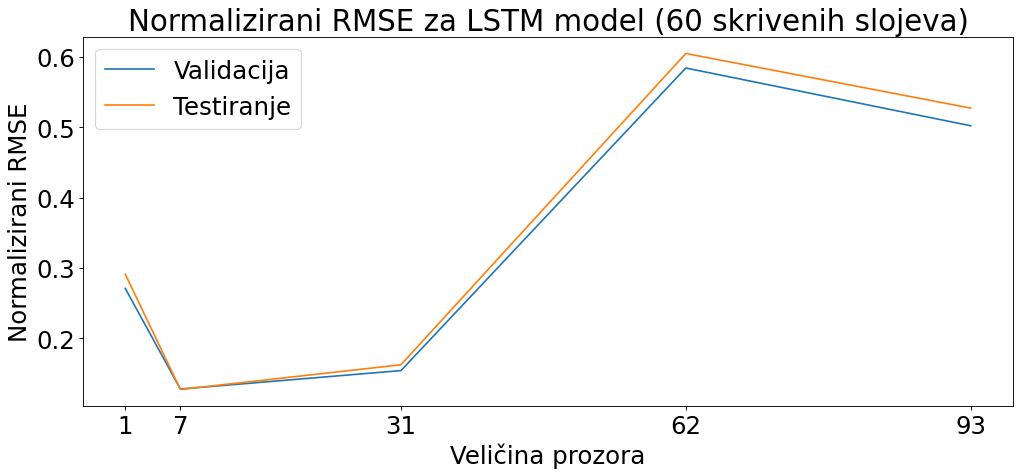 Normalizirani RMSE za LSTM model (60 skrivenih slojeva)
Validacija
Testiranje
Normalizirani RMSE
0.6
0.5
0.4
0.3
0.2
1 7 31 62 93
Veličina prozora